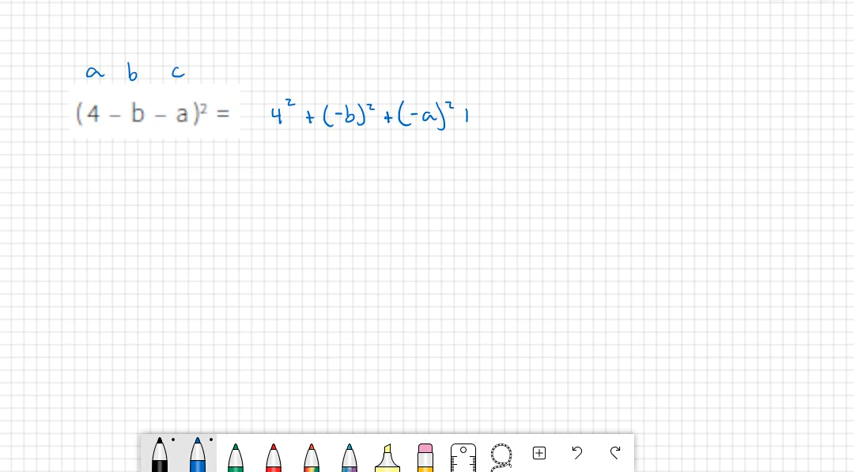 a b c
(4 – b – a)² = 4² + (-b)² + (-a)²